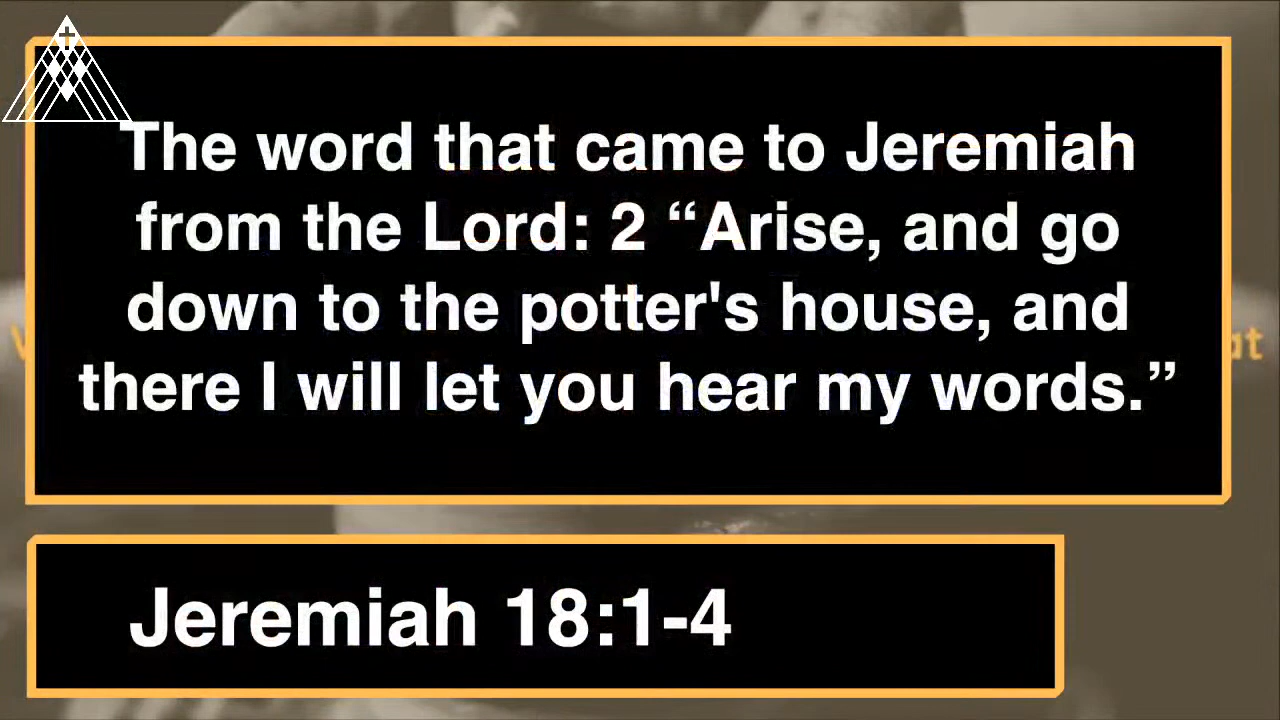 The word that came to Jeremiah
from the Lord: 2 “Arise, and go
down to the potter's house, and
there I will let you hear my words.”
at
Jeremiah 18:1-4